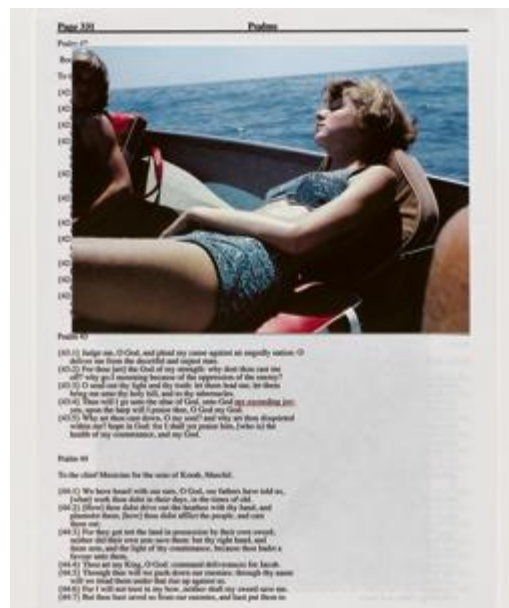 Page 331 Psalms
Psalm 42
(42:
(42:
(42:
(42:
(42:
(42:
(42:
(42:
(42:
(42:
(42:
Psalm 43
(43:1) Judge me, O God, and plead my cause against an ungodly nation: O
deliver me from the deceitful and unjust man.
(43:2) For thou [art] the God of my strength: why dost thou cast me
off? why go I mourning because of the oppression of the enemy?
(43:3) O send out thy light and thy truth: let them lead me; let them
bring me unto thy holy hill, and to thy tabernacles.
(43:4) Then will I go unto the altar of God, unto God my exceeding joy:
yea, upon the harp will I praise thee, O God my God.
(43:5) Why art thou cast down, O my soul? and why art thou disquieted
within me? hope in God: for I shall yet praise him, [who is] the
health of my countenance, and my God.
Psalm 44
To the chief Musician for the sons of Korah, Maschil.
(44:1) We have heard with our ears, O God, our fathers have told us,
[what] work thou didst in their days, in the times of old.
(44:2) [How] thou didst drive out the heathen with thy hand, and
plantedst them; [how] thou didst afflict the people, and cast
them out.
(44:3) For they got not the land in possession by their own sword,
neither did their own arm save them: but thy right hand, and
thine arm, and the light of thy countenance, because thou hadst a
favour unto them.
(44:4) Thou art my King, O God: command deliverances for Jacob.
(44:5) Through thee will we push down our enemies: through thy name
will we tread them under that rise up against us.
(44:6) For I will not trust in my bow, neither shall my sword save me.
(44:7) But thou hast saved us from our enemies, and hast put them to